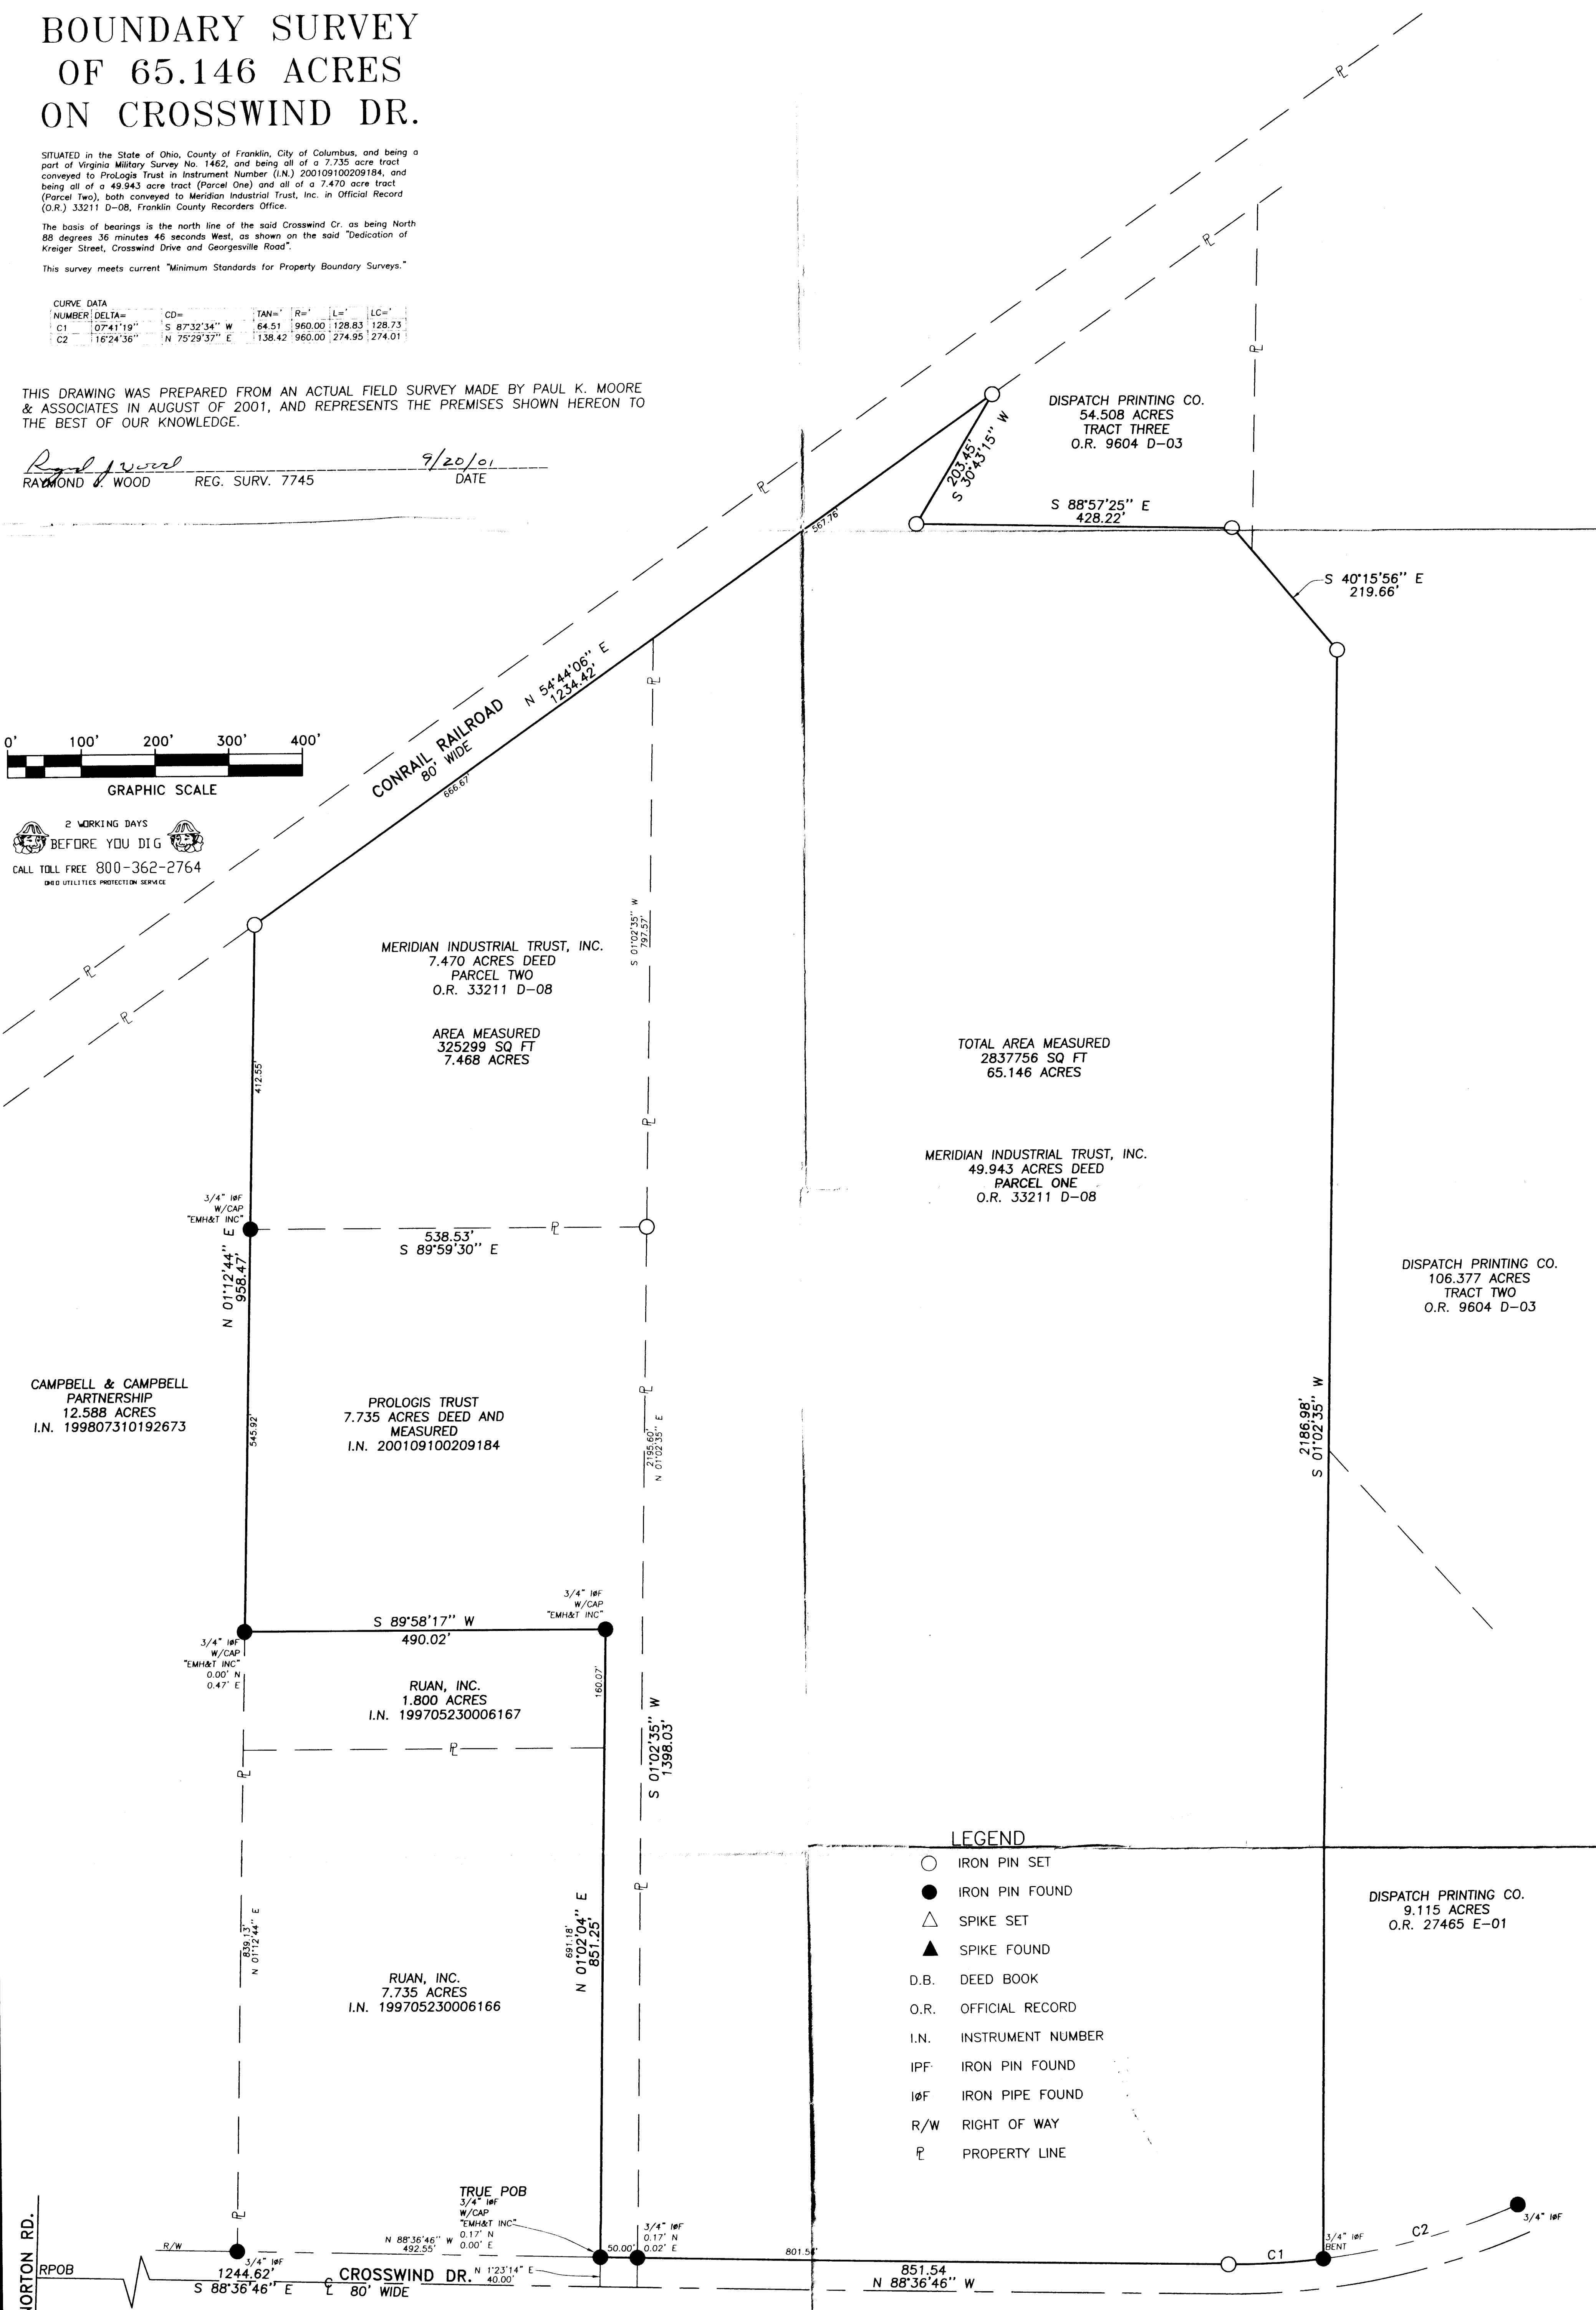 BOUNDARY SURVEY
OF 65.146 ACRES
ON CROSSWIND DR.
SITUATED in the State of Ohio, County of Franklin, City of Columbus, and being a
part of Virginia Military Survey No. 1462, and being all of a 7.735 acre tract
conveyed to ProLogis Trust in Instrument Number (I.N.) 200109100209184, and
being all of a 49.943 acre tract (Parcel One) and all of a 7.470 acre tract
(Parcel Two), both conveyed to Meridian Industrial Trust, Inc. in Official Record
(O.R.) 33211 D-08, Franklin County Recorders Office.
The basis of bearings is the north line of the said Crosswind Cr. as being North
88 degrees 36 minutes 46 seconds West, as shown on the said "Dedication of
Kreiger Street, Crosswind Drive and Georgesville Road".
This survey meets current "Minimum Standards for Property Boundary Surveys."
CURVE DATA
NUMBER DELTA= CD= TAN=' R=' L=' LC='
C1 07°41'19" S 87°32'34" W 64.51 960.00 128.83 128.73
C2 16°24'36" N 75°29'37" E 138.42 960.00 274.95 274.01
THIS DRAWING WAS PREPARED FROM AN ACTUAL FIELD SURVEY MADE BY PAUL K. MOORE
& ASSOCIATES IN AUGUST OF 2001, AND REPRESENTS THE PREMISES SHOWN HEREON TO
THE BEST OF OUR KNOWLEDGE.
9/20/01
RAYMOND J. WOOD REG. SURV. 7745 DATE
DISPATCH PRINTING CO.
54.508 ACRES
TRACT THREE
O.R. 9604 D-03
203.45'
S 30°43'15" W
S 88°57'25" E
428.22'
567.76'
S 40°15'56" E
219.66'
N 54°44'06" E
1234.42'
CONRAIL RAILROAD
80' WIDE
666.67'
0' 100' 200' 300' 400'
GRAPHIC SCALE
2 WORKING DAYS
BEFORE YOU DIG
CALL TOLL FREE 800-362-2764
OHIO UTILITIES PROTECTION SERVICE
MERIDIAN INDUSTRIAL TRUST, INC.
7.470 ACRES DEED
PARCEL TWO
O.R. 33211 D-08
AREA MEASURED
325299 SQ FT
7.468 ACRES
S 01°02'35" W
797.57'
412.55'
TOTAL AREA MEASURED
2837756 SQ FT
65.146 ACRES
MERIDIAN INDUSTRIAL TRUST, INC.
49.943 ACRES DEED
PARCEL ONE
O.R. 33211 D-08
3/4" IØF
W/CAP
"EMH&T INC"
538.53'
S 89°59'30" E
N 01°12'44" E
958.47'
DISPATCH PRINTING CO.
106.377 ACRES
TRACT TWO
O.R. 9604 D-03
CAMPBELL & CAMPBELL
PARTNERSHIP
12.588 ACRES
I.N. 199807310192673
545.92'
PROLOGIS TRUST
7.735 ACRES DEED AND
MEASURED
I.N. 200109100209184
2195.60'
N 01°02'35" E
2186.98'
S 01°02'35" W
3/4" IØF
W/CAP
"EMH&T INC"
S 89°58'17" W
490.02'
3/4" IØF
W/CAP
"EMH&T INC"
0.00' N
0.47' E
RUAN, INC.
1.800 ACRES
I.N. 199705230006167
160.07'
S 01°02'35" W
1398.03'
LEGEND
IRON PIN SET
IRON PIN FOUND
SPIKE SET
SPIKE FOUND
D.B. DEED BOOK
O.R. OFFICIAL RECORD
I.N. INSTRUMENT NUMBER
IPF IRON PIN FOUND
IØF IRON PIPE FOUND
R/W RIGHT OF WAY
PL PROPERTY LINE
DISPATCH PRINTING CO.
9.115 ACRES
O.R. 27465 E-01
839.13'
N 01°12'44" E
RUAN, INC.
7.735 ACRES
I.N. 199705230006166
691.18'
N 01°02'04" E
851.25'
TRUE POB
3/4" IØF
W/CAP
"EMH&T INC"
0.17' N
0.00' E
3/4" IØF
0.17' N
0.02' E
R/W
N 88°36'46" W
492.55'
50.00'
801.54'
3/4" IØF
BENT
C1
C2
3/4" IØF
3/4" IØF
HORTON RD.
RPOB
1244.62'
S 88°36'46" E
CROSSWIND DR.
80' WIDE
N 1°23'14" E
40.00'
851.54
N 88°36'46" W